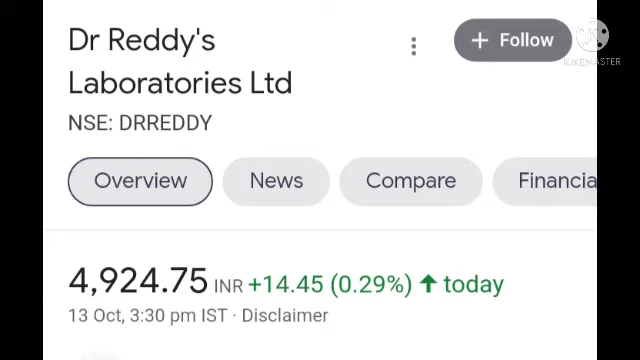 Dr Reddy's
Laboratories Ltd
+ Follow
KINEMASTER
NSE: DRREDDY
Overview
News
Compare
Financia
4,924.75 INR +14.45 (0.29%) ↑ today
13 Oct, 3:30 pm IST · Disclaimer